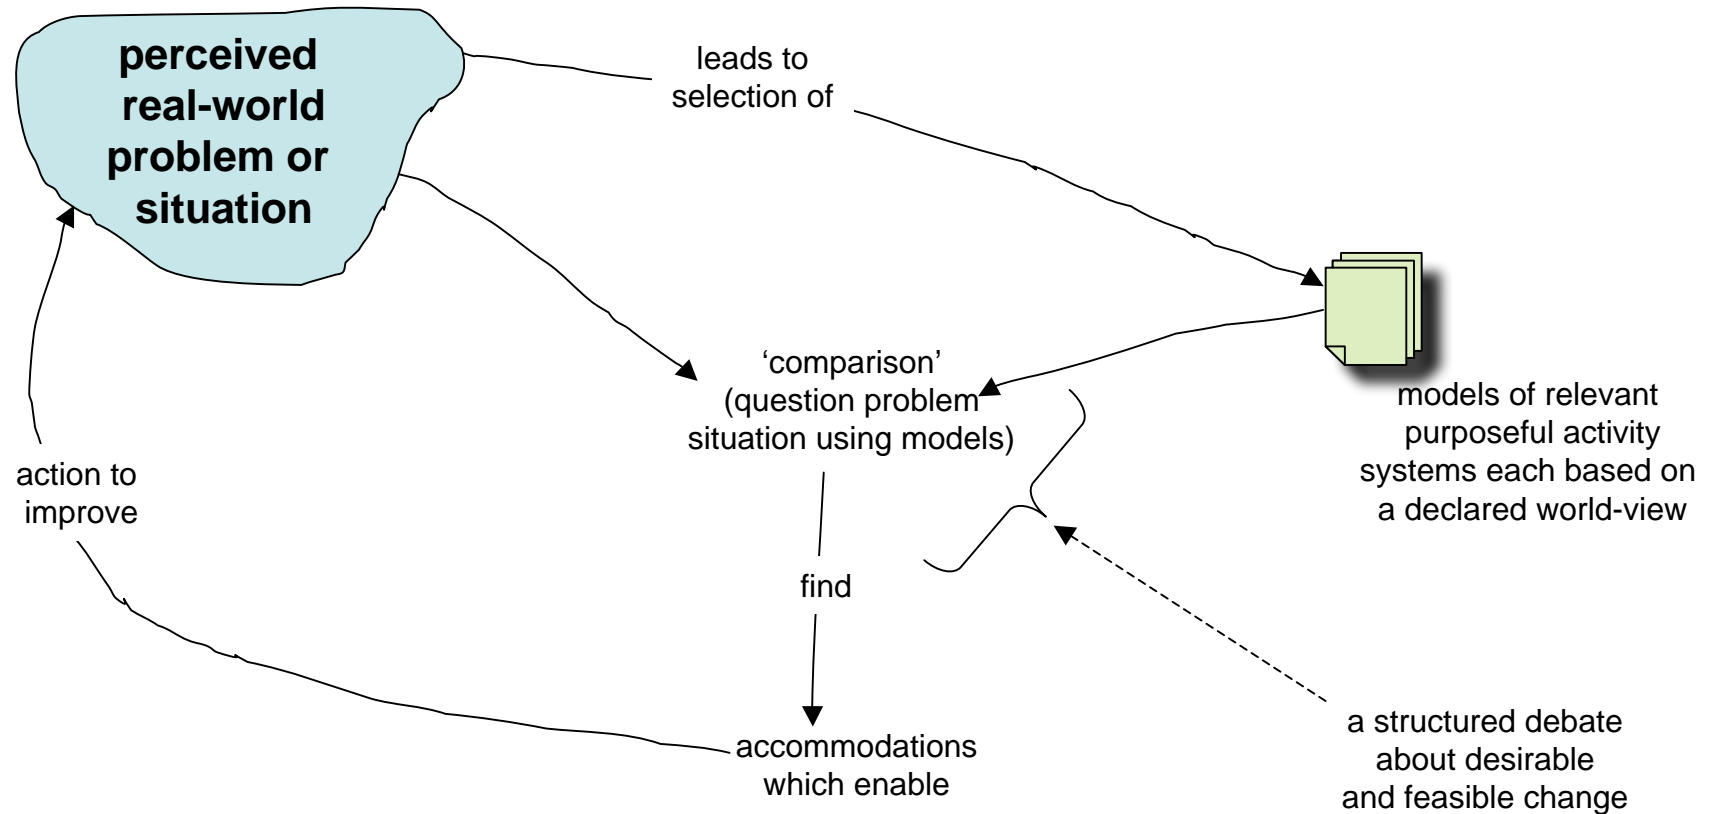 perceived
real-world
problem or
situation
leads to
selection of
‘comparison’
(question problem
situation using models)
models of relevant
purposeful activity
systems each based on
a declared world-view
action to
improve
find
accommodations
which enable
a structured debate
about desirable
and feasible change